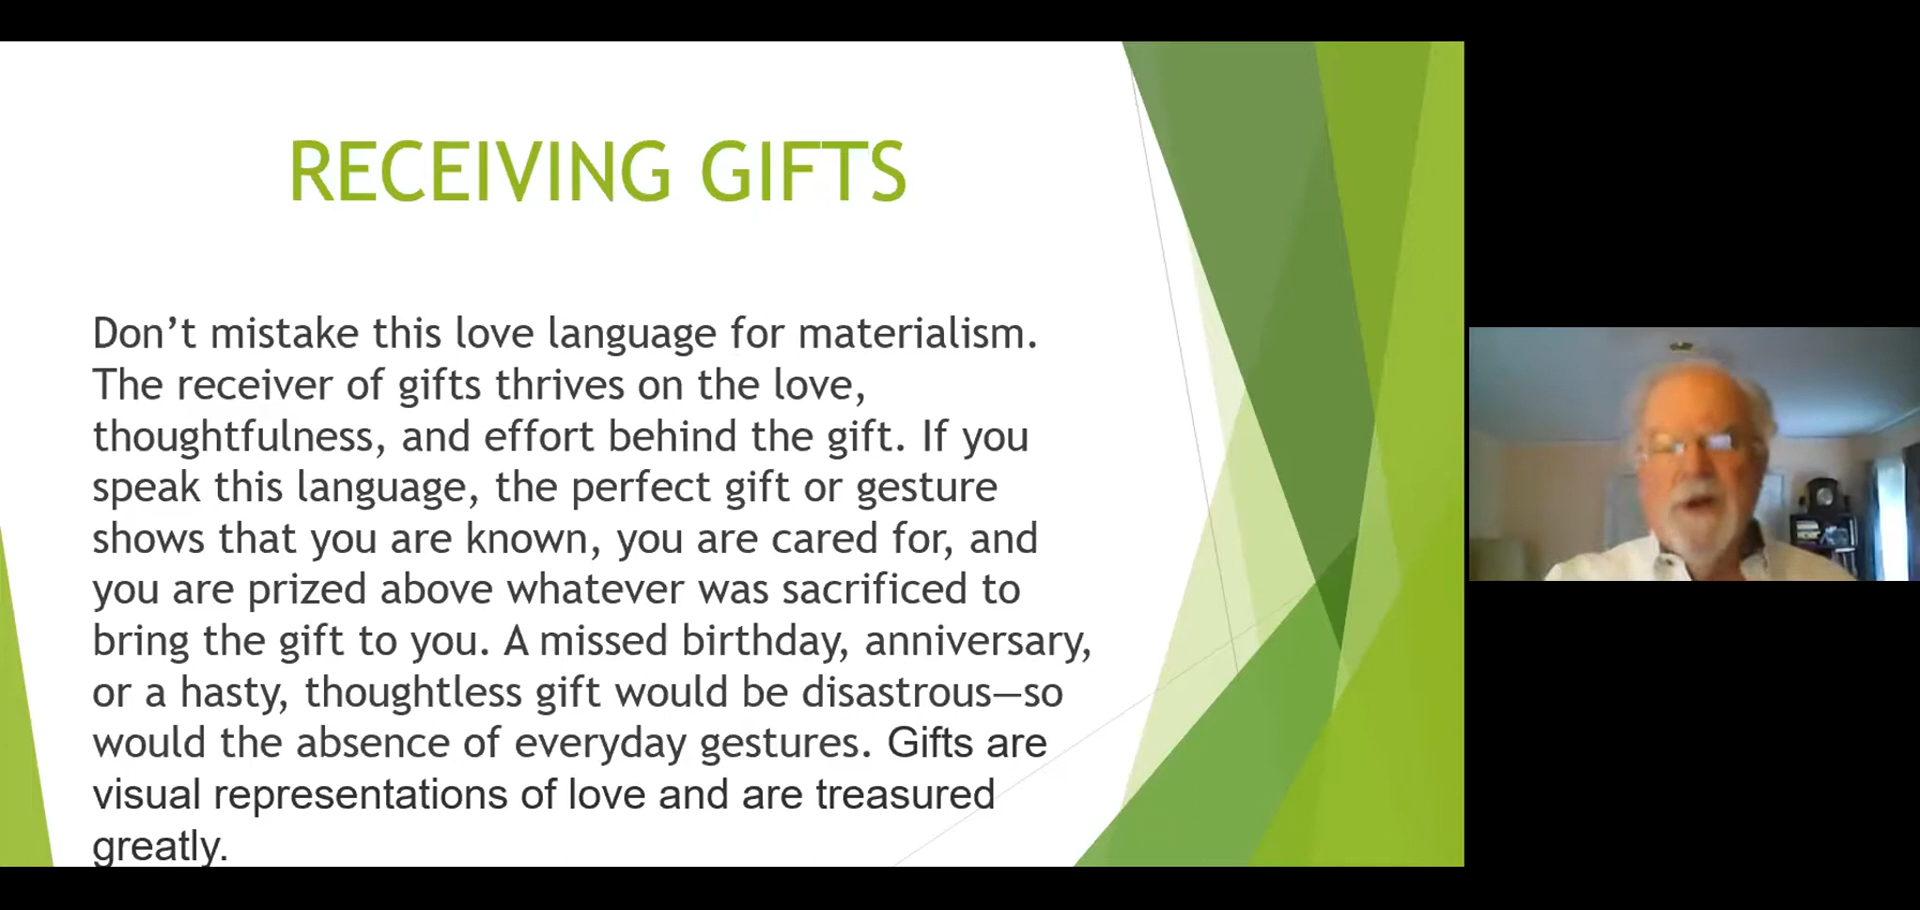 RECEIVING GIFTS
Don’t mistake this love language for materialism.
The receiver of gifts thrives on the love,
thoughtfulness, and effort behind the gift. If you
speak this language, the perfect gift or gesture
shows that you are known, you are cared for, and
you are prized above whatever was sacrificed to
bring the gift to you. A missed birthday, anniversary,
or a hasty, thoughtless gift would be disastrous—so
would the absence of everyday gestures. Gifts are
visual representations of love and are treasured
greatly.